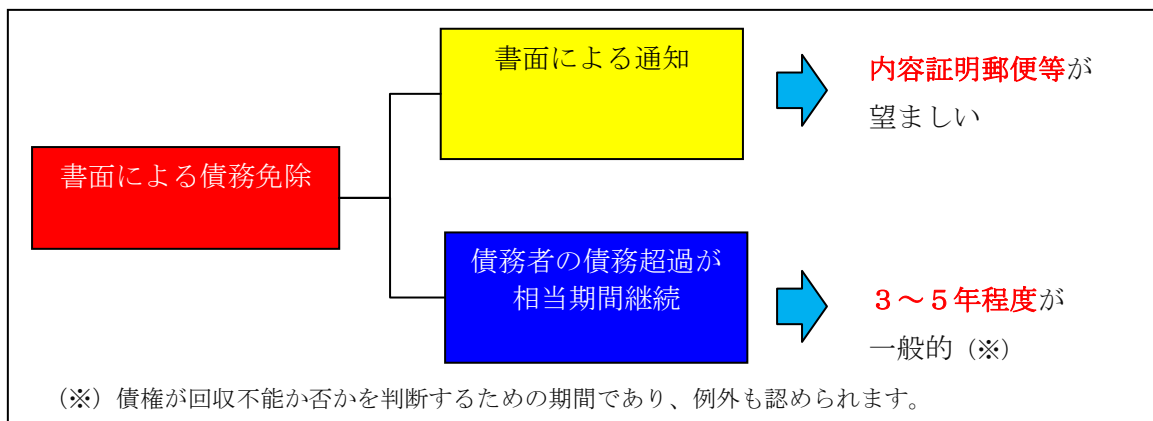 書面による債務免除
書面による通知
内容証明郵便等が
望ましい
債務者の債務超過が
相当期間継続
3~5年程度が
一般的(※)
(※)債権が回収不能か否かを判断するための期間であり、例外も認められます。